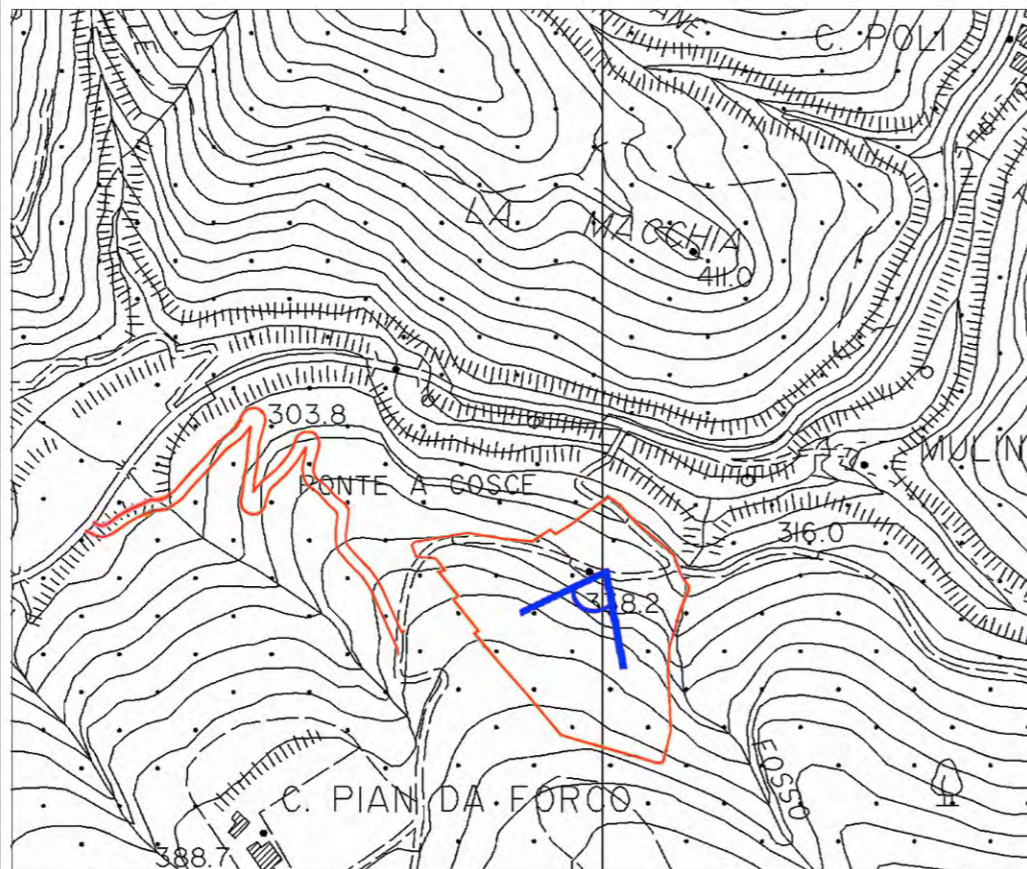 C. POLI
LA MACCHIA
411.0
303.8
MULIN
PONTE A COSCE
316.0
FOSSO
C. PIAN DA FORCO
388.7